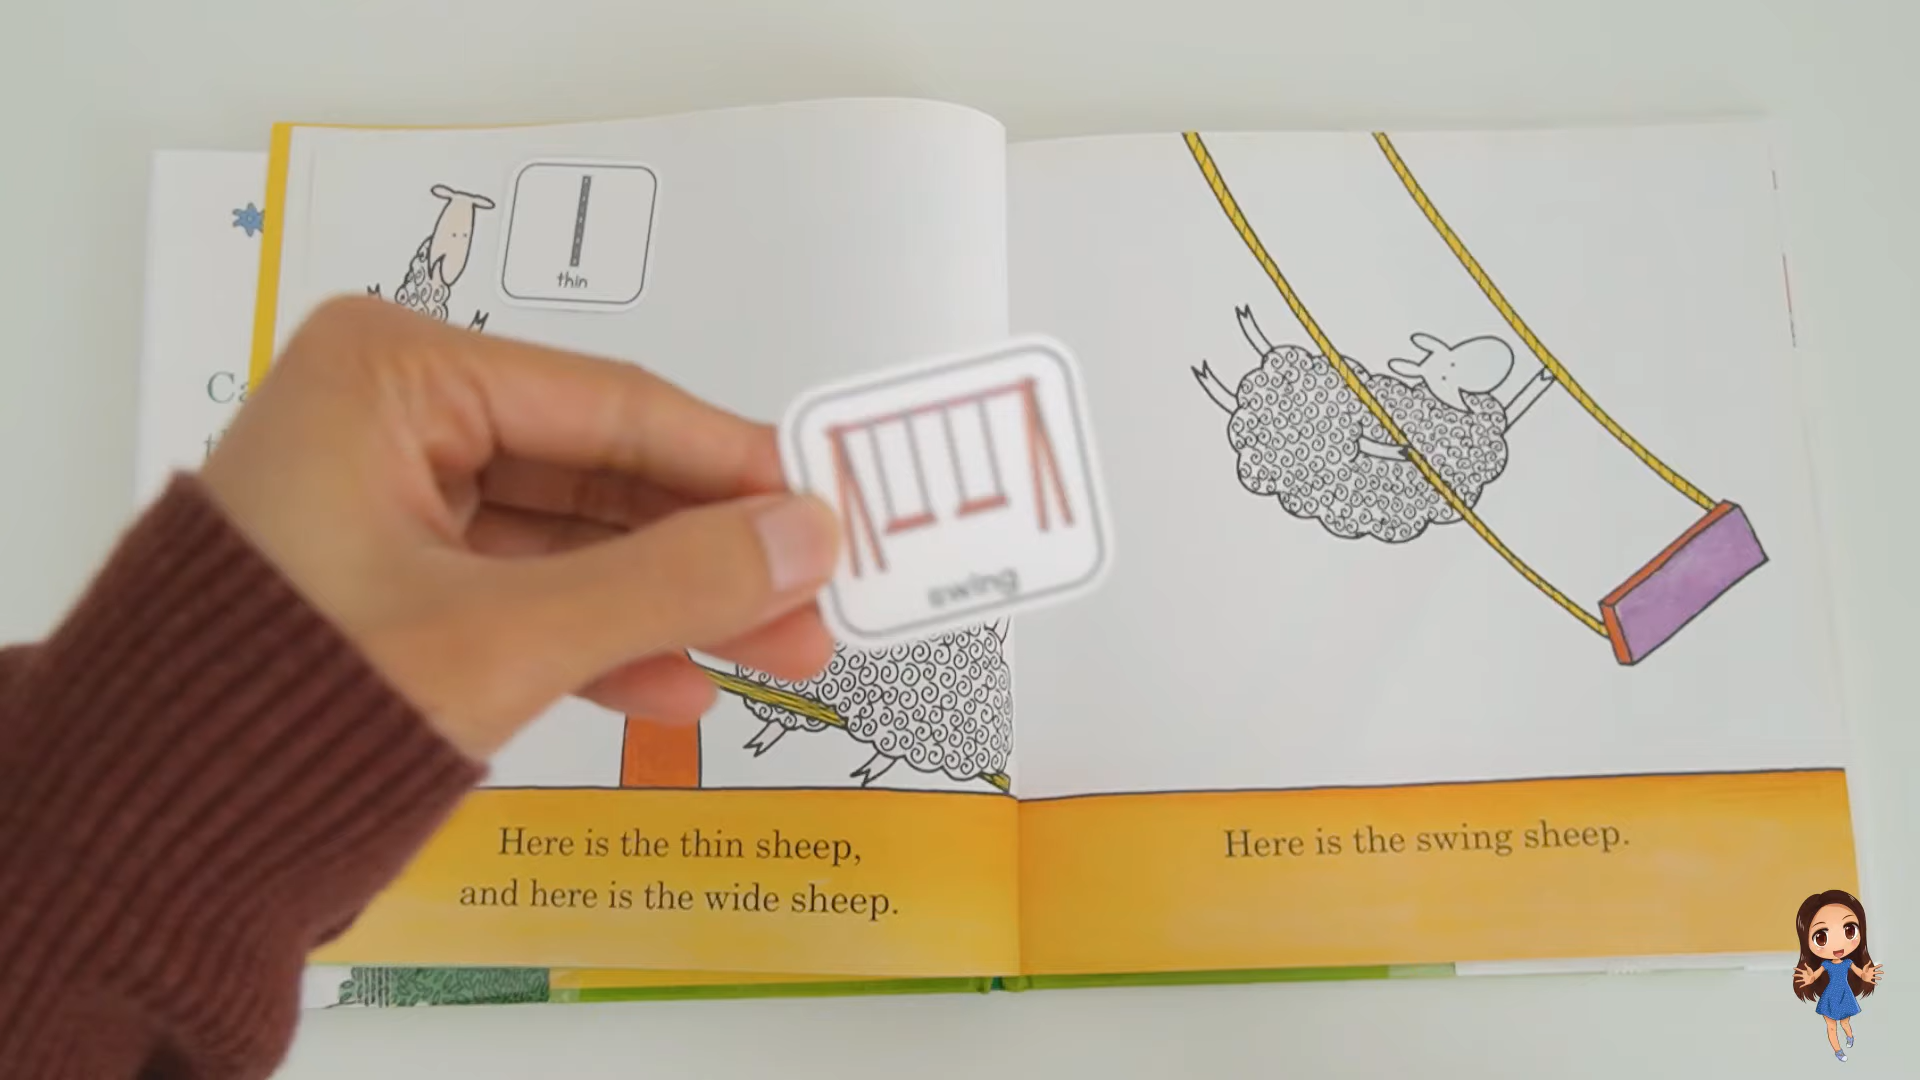 thin
swing
Here is the thin sheep,
and here is the wide sheep.
Here is the swing sheep.